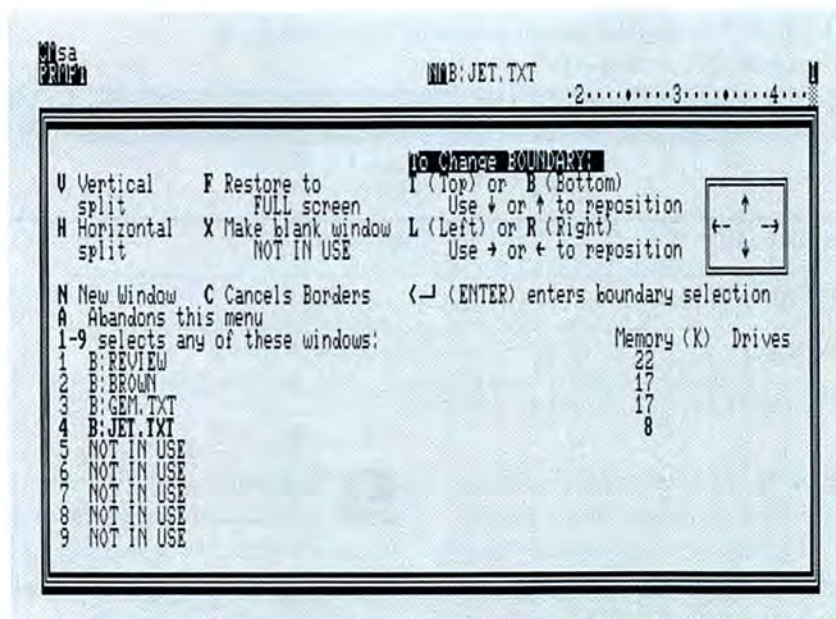 CMsa
PRMPT NMB:JET.TXT
·2····♦····3····♦····4···
To Change BOUNDARY:
V Vertical split F Restore to FULL screen T (Top) or B (Bottom)
Use ↓ or ↑ to reposition
H Horizontal split X Make blank window NOT IN USE L (Left) or R (Right)
Use → or ← to reposition
N New Window C Cancels Borders <─┘ (ENTER) enters boundary selection
A Abandons this menu
1-9 selects any of these windows: Memory (K) Drives
1 B:REVIEW 22
2 B:BROWN 17
3 B:GEM.TXT 17
4 B:JET.TXT 8
5 NOT IN USE
6 NOT IN USE
7 NOT IN USE
8 NOT IN USE
9 NOT IN USE